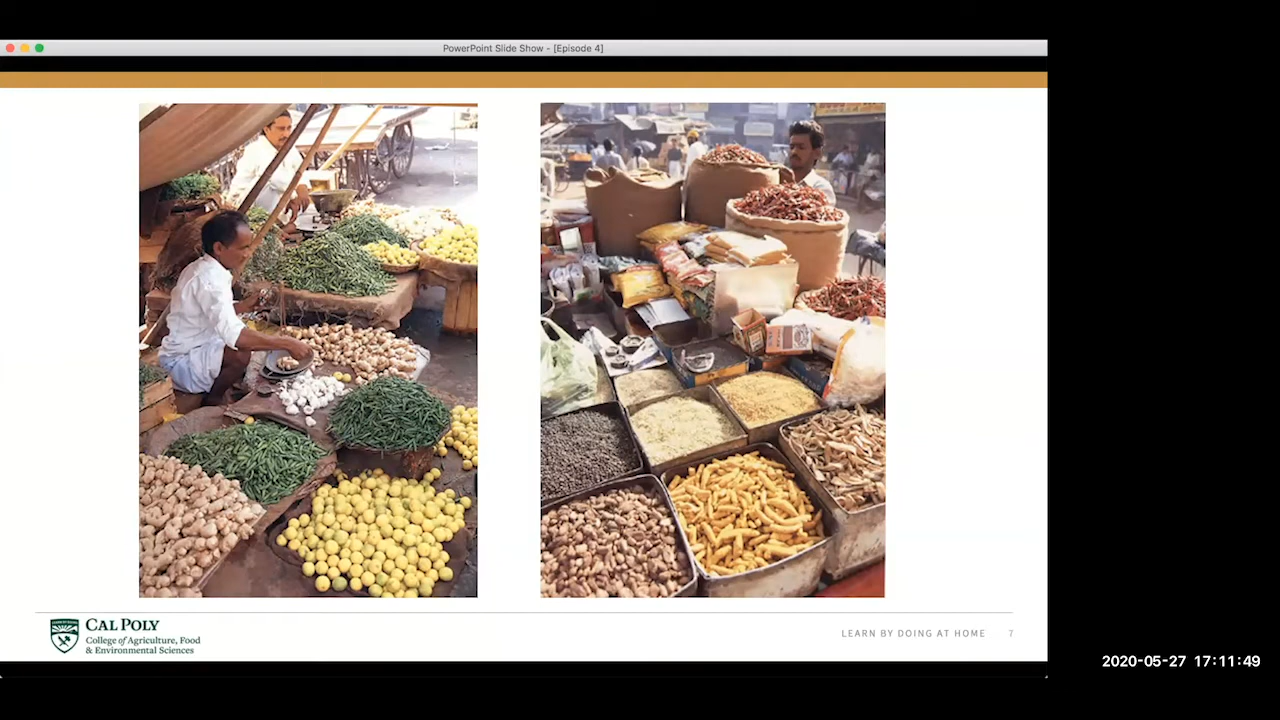 PowerPoint Slide Show - [Episode 4]
CAL POLY
College of Agriculture, Food
& Environmental Sciences
LEARN BY DOING AT HOME 7
2020-05-27 17:11:49